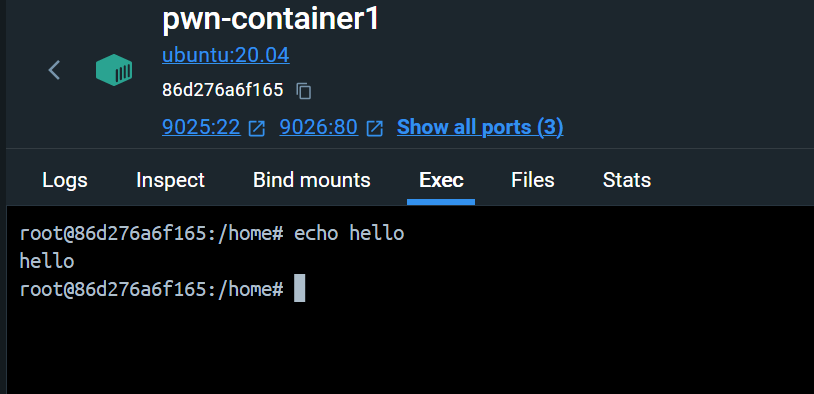 pwn-container1
ubuntu:20.04
86d276a6f165
9025:22 9026:80 Show all ports (3)
Logs Inspect Bind mounts Exec Files Stats
root@86d276a6f165:/home# echo hello
hello
root@86d276a6f165:/home#